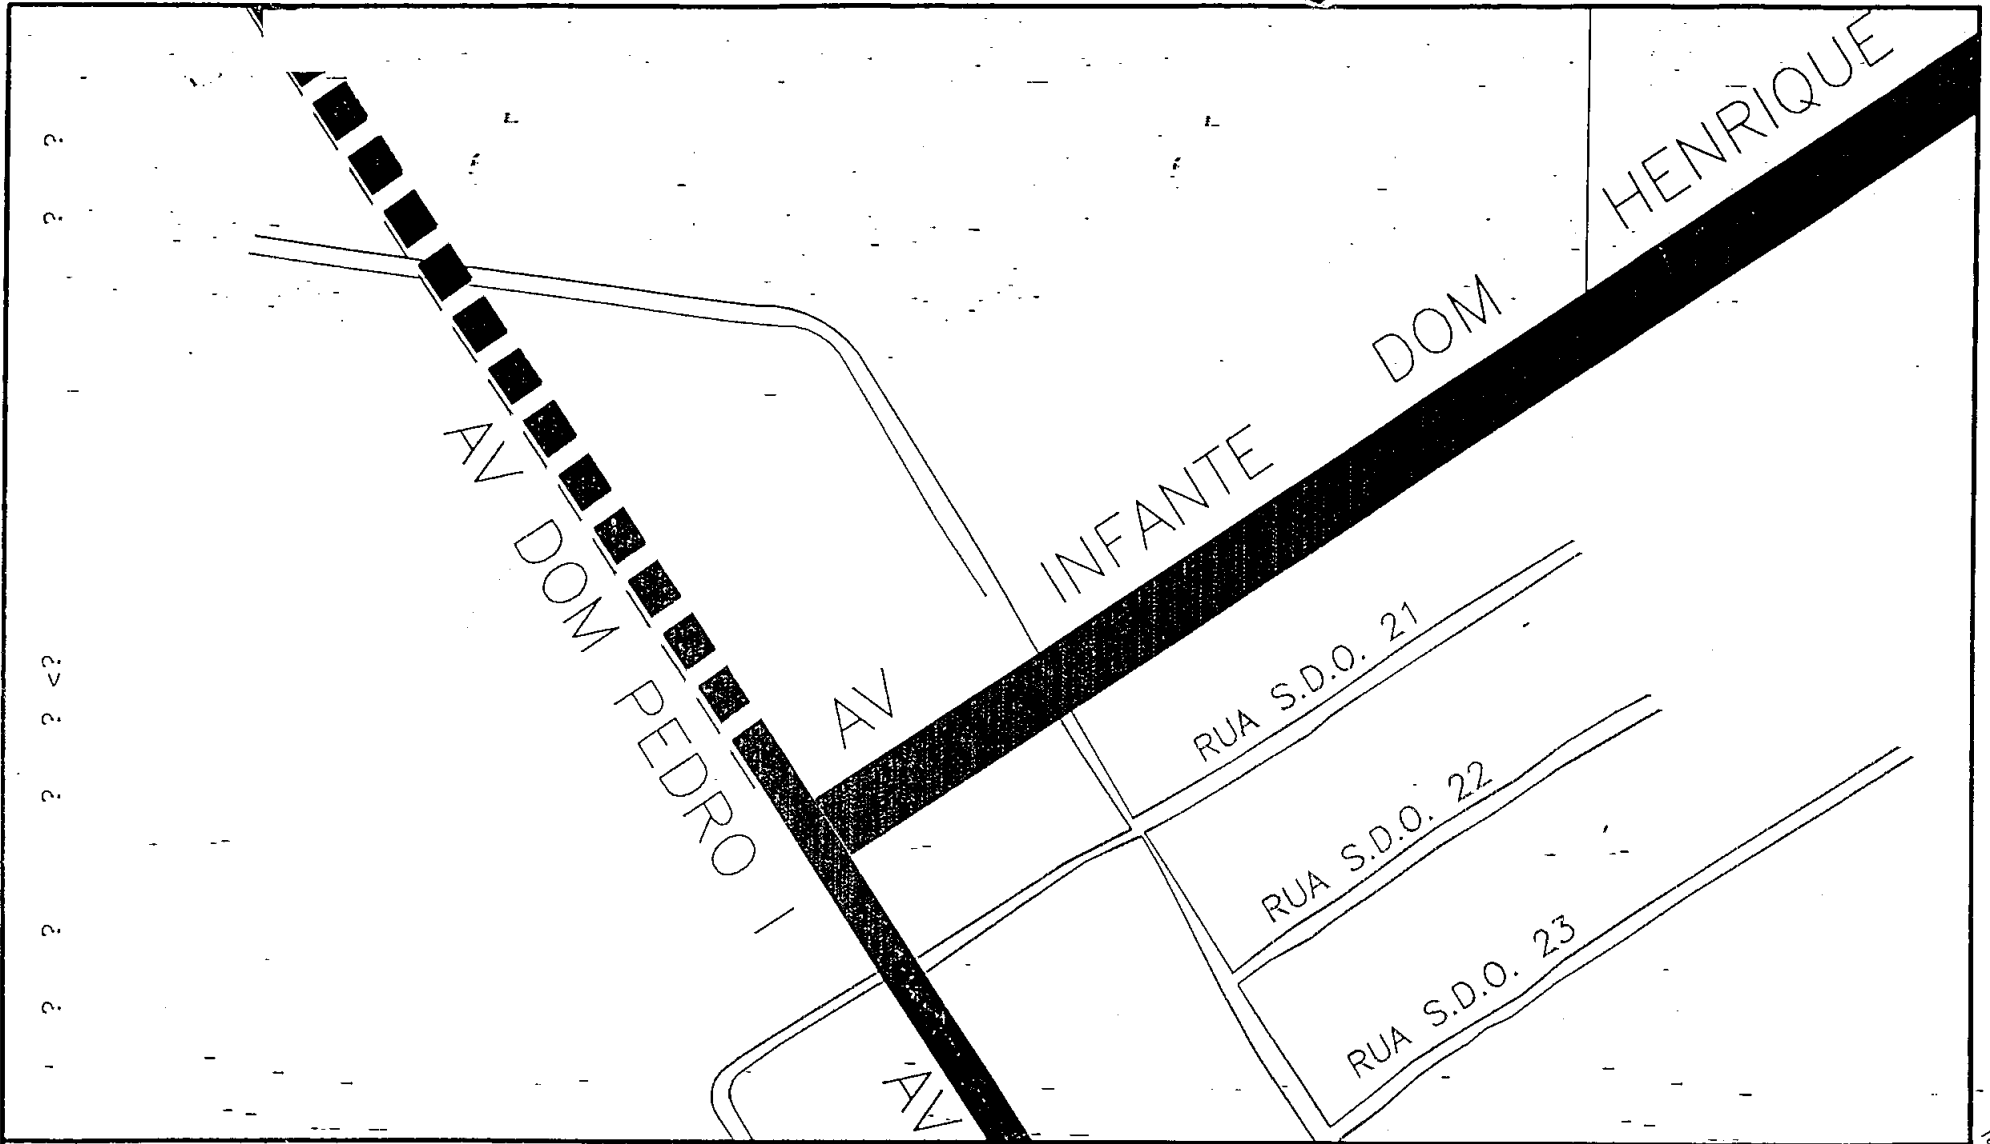 AV INFANTE DOM HENRIQUE
AV DOM PEDRO I
RUA S.D.O. 21
RUA S.D.O. 22
RUA S.D.O. 23
AV